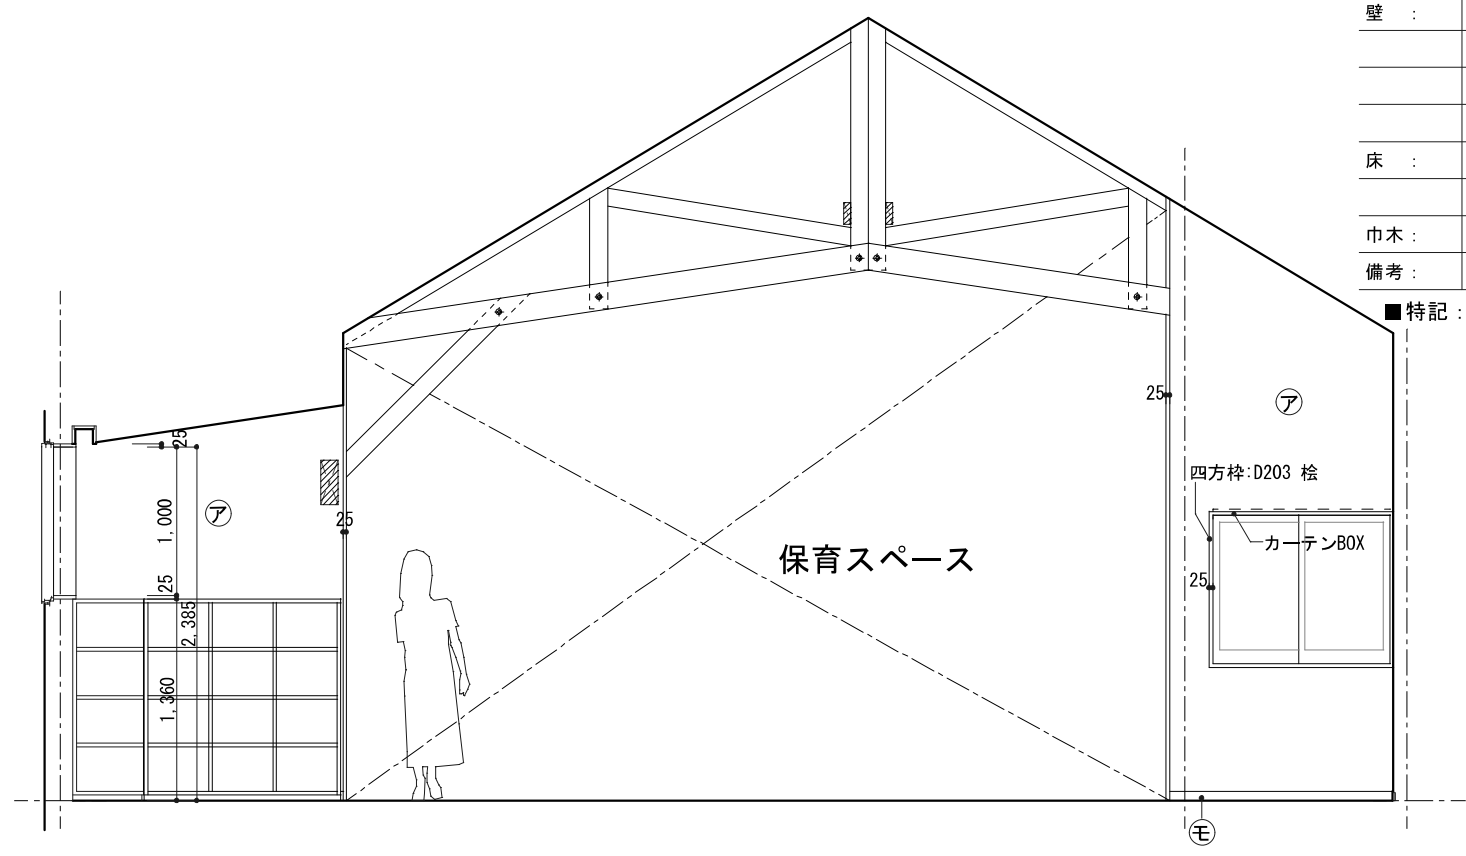 壁 :
床 :
巾木 :
備考 :
■特記 :
25
ア
四方枠:D203 桧
カーテンBOX
25
保育スペース
25
1,000
ア
25
25
2,385
1,360
モ